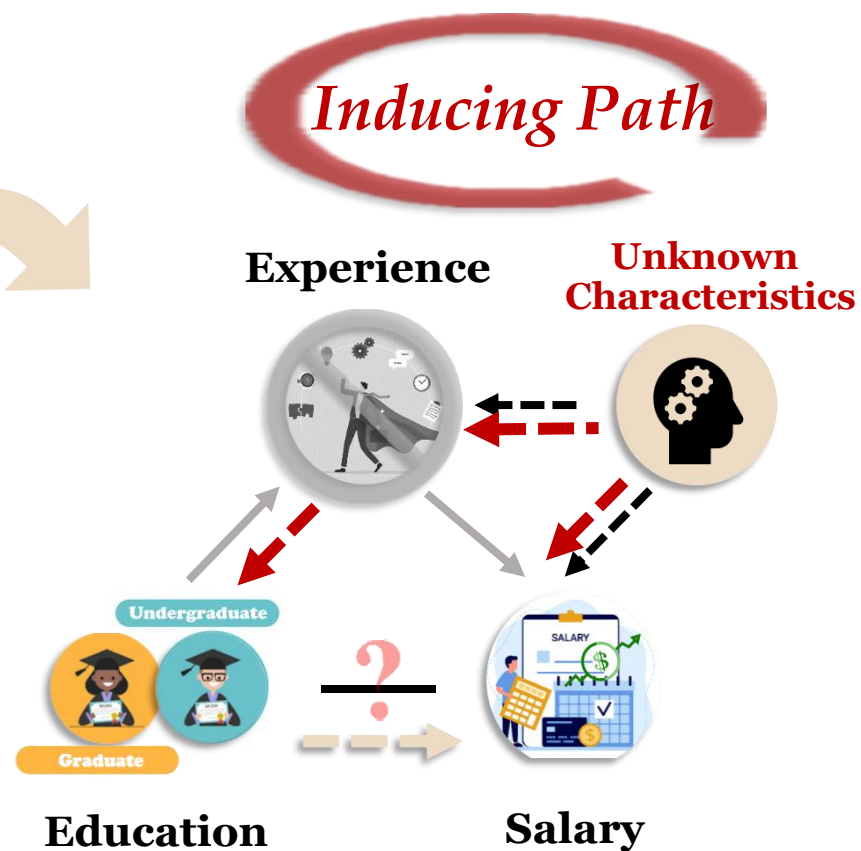 Inducing Path
Experience
Unknown
Characteristics
Undergraduate
?
SALARY
$
$
Graduate
Education
Salary